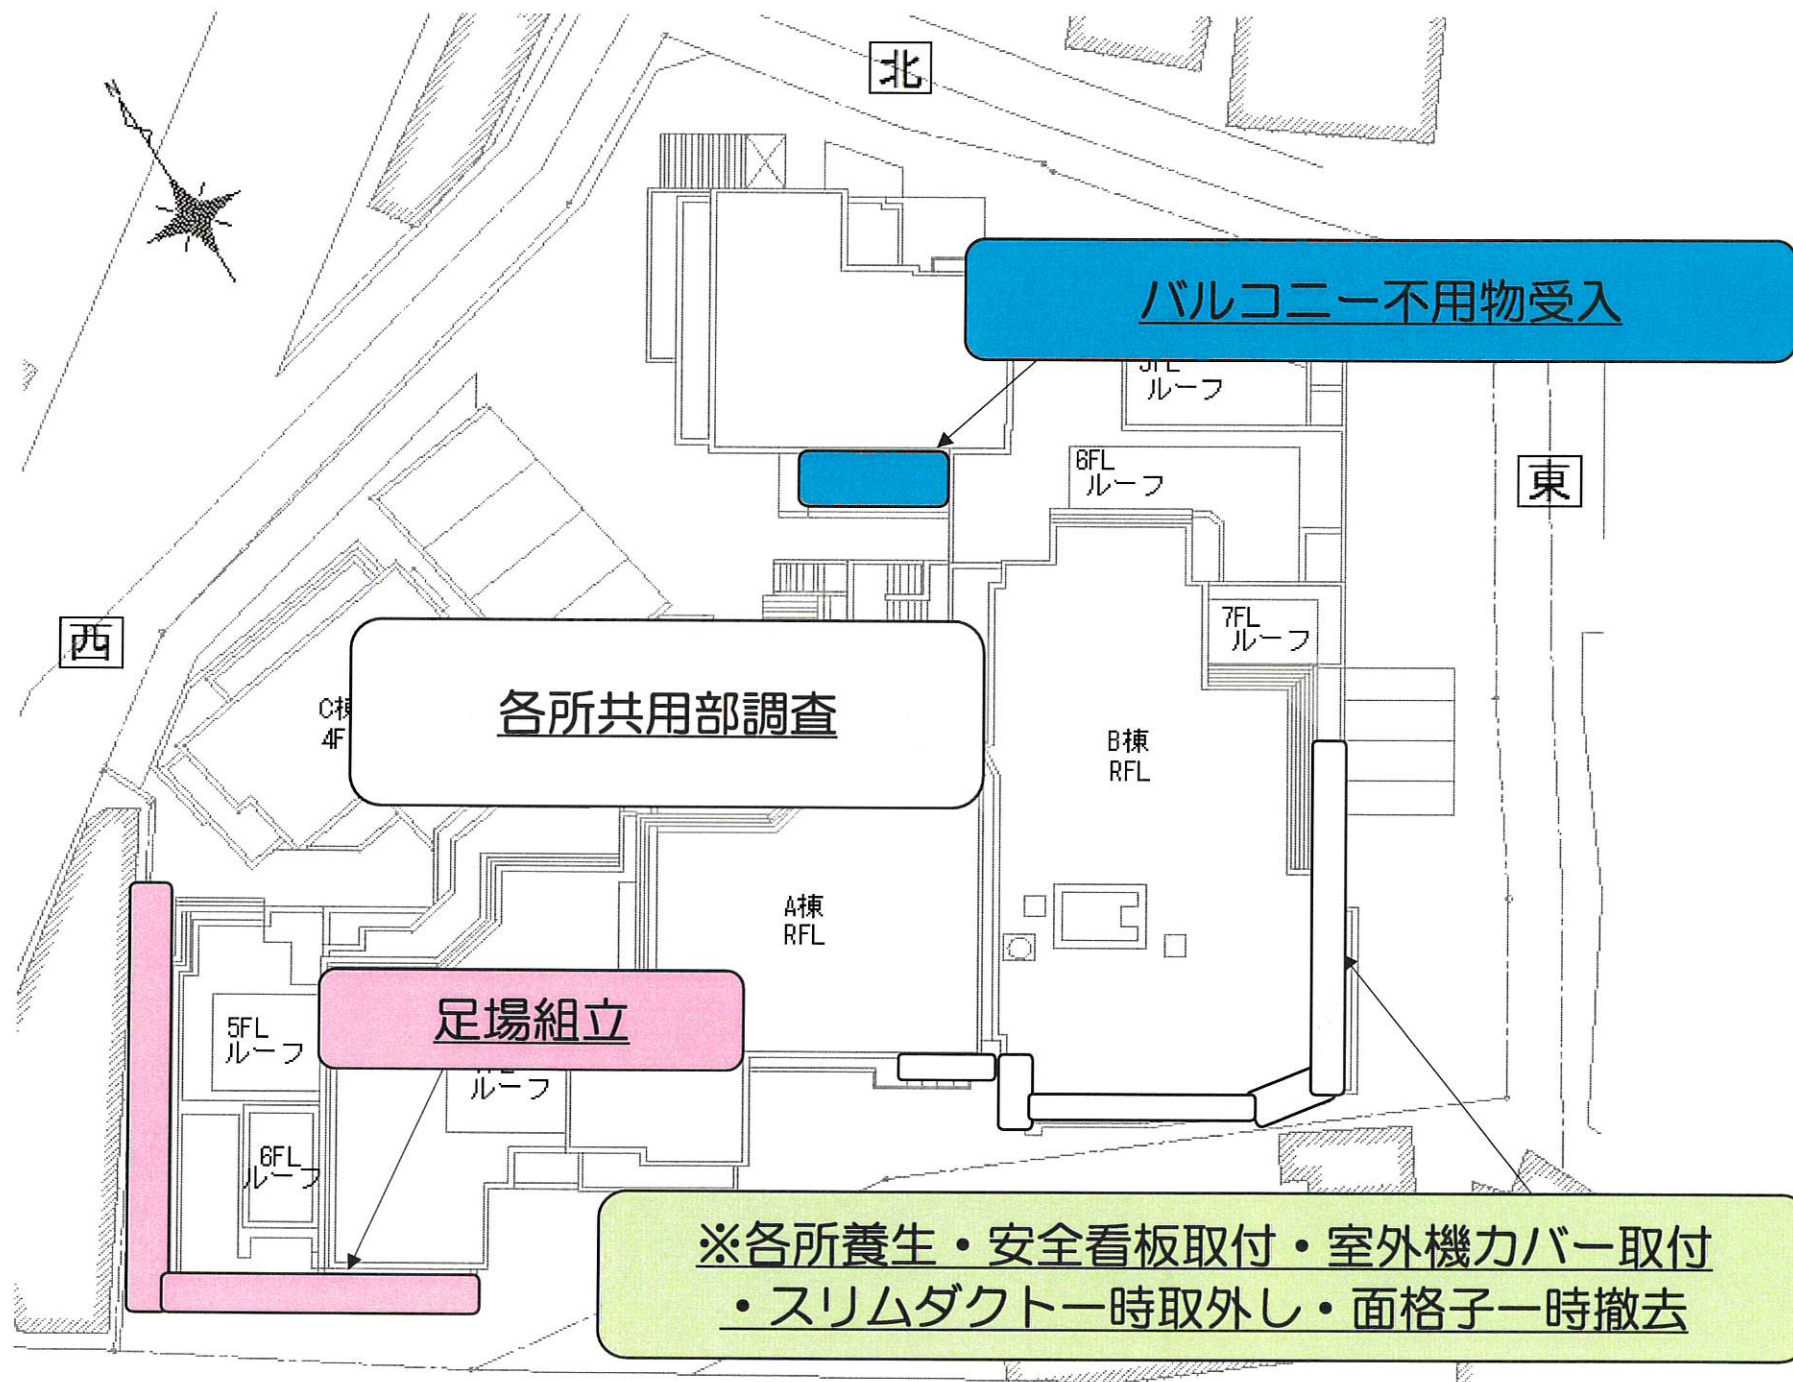 北
N
バルコニー不用物受入
ルーフ
6FL
ルーフ
東
7FL
ルーフ
西
各所共用部調査
C棟
4F
B棟
RFL
A棟
RFL
足場組立
5FL
ルーフ
ルーフ
6FL
ルーフ
※各所養生・安全看板取付・室外機カバー取付
・スリムダクト一時取外し・面格子一時撤去